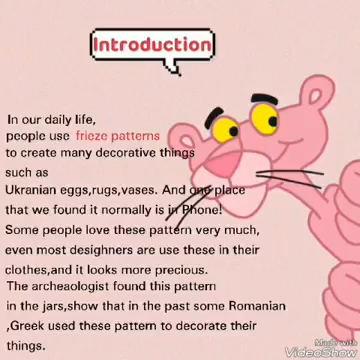 Introduction
In our daily life,
people use frieze patterns
to create many decorative things
such as
Ukranian eggs,rugs,vases. And one place
that we found it normally is in Phone!
Some people love these pattern very much,
even most desighners are use these in their
clothes,and it looks more precious.
The archeaologist found this pattern
in the jars,show that in the past some Romanian
,Greek used these pattern to decorate their
things.
Made with
VideoShow